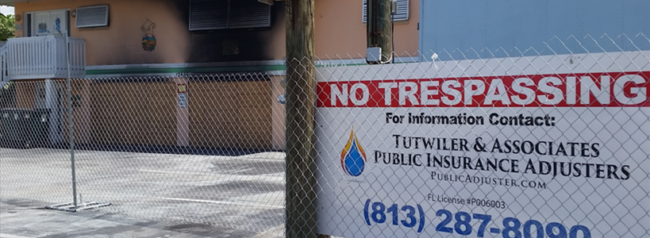 NO TRESPASSING
For Information Contact:
TUTWILER & ASSOCIATES
PUBLIC INSURANCE ADJUSTERS
PUBLICADJUSTER.COM
FL License #P006003
(813) 287-8090